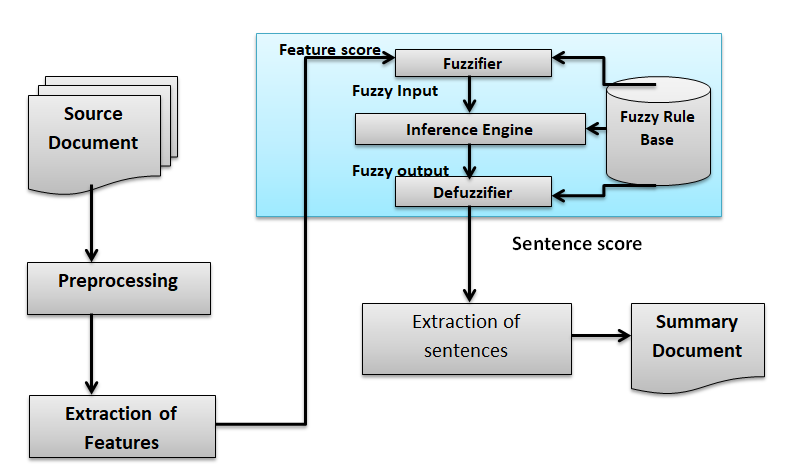 Source
Document
Preprocessing
Extraction of
Features
Feature score
Fuzzifier
Fuzzy Input
Inference Engine
Fuzzy output
Defuzzifier
Fuzzy Rule
Base
Sentence score
Extraction of
sentences
Summary
Document